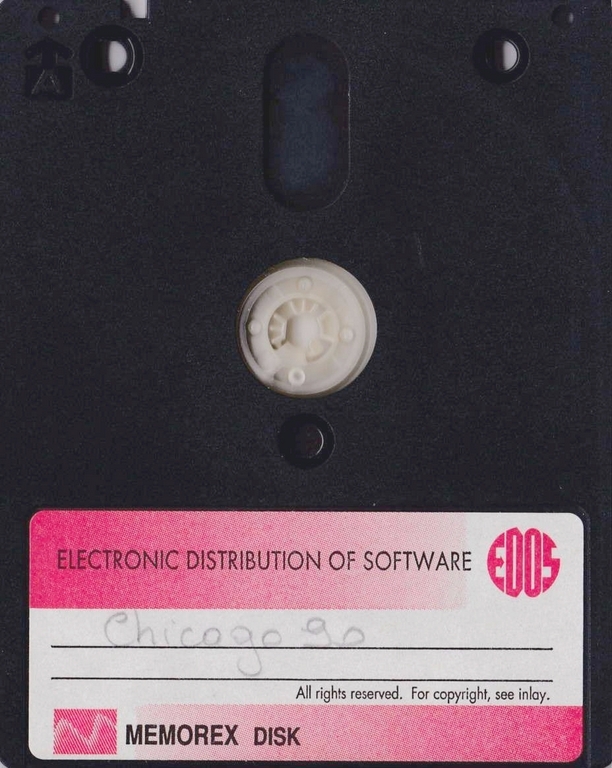 A
ELECTRONIC DISTRIBUTION OF SOFTWARE
EDOS
Chicago 90
All rights reserved. For copyright, see inlay.
MEMOREX DISK